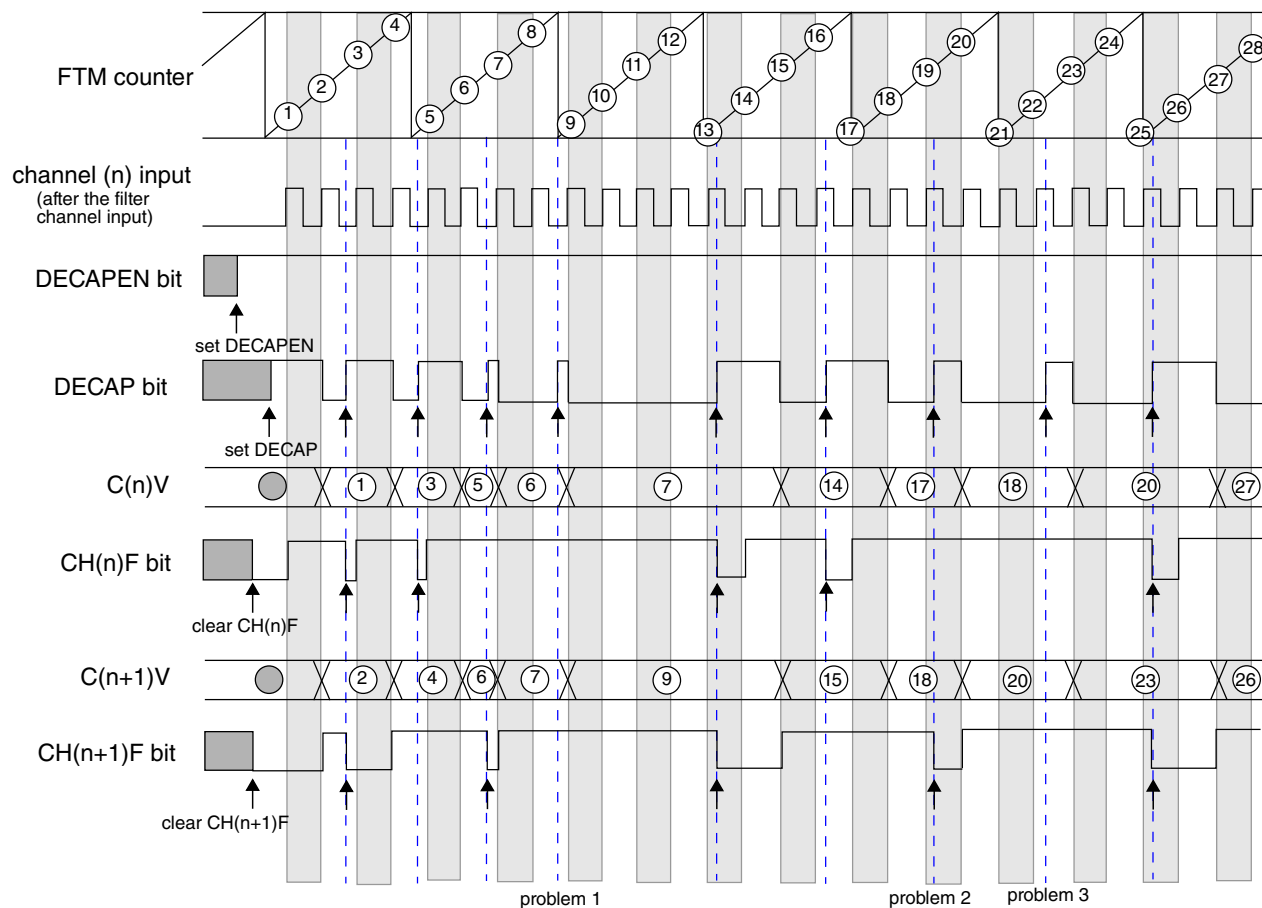 4 8 12 16 20 24 28
3 7 11 15 19 23 27
FTM counter
2 6 10 14 18 22 26
1 5 9 13 17 21 25
channel (n) input
(after the filter
channel input)
DECAPEN bit
set DECAPEN
DECAP bit
set DECAP
C(n)V 1 3 5 6 7 14 17 18 20 27
CH(n)F bit
clear CH(n)F
C(n+1)V 2 4 6 7 9 15 18 20 23 26
CH(n+1)F bit
clear CH(n+1)F
problem 1 problem 2 problem 3